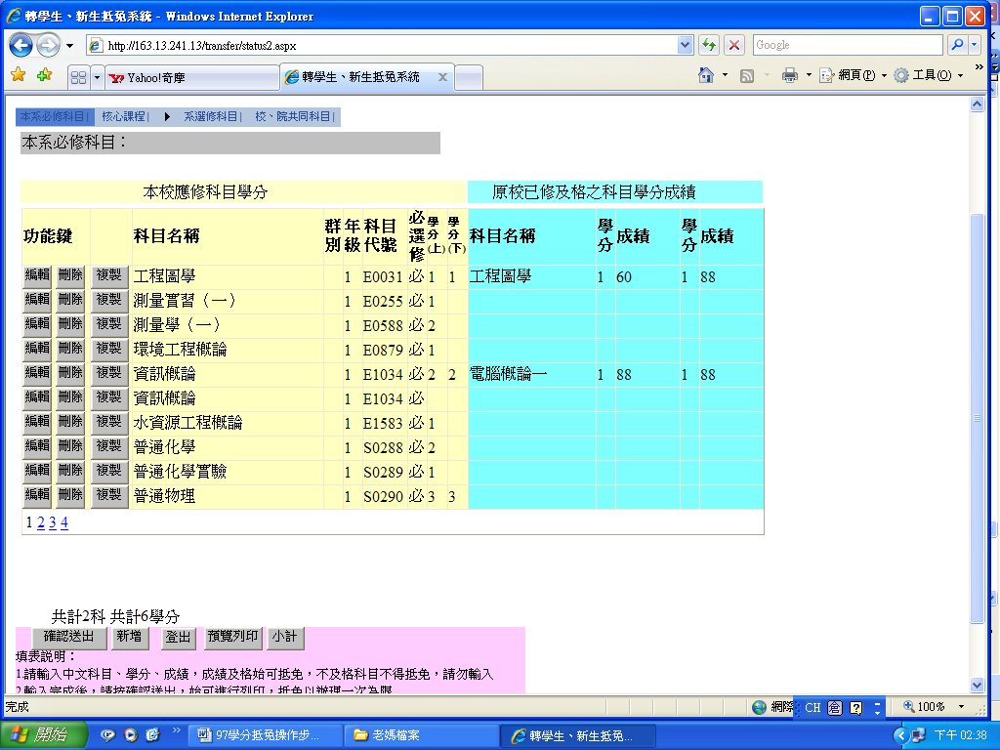 轉學生、新生抵免系統 - Windows Internet Explorer
http://163.13.241.13/transfer/status2.aspx
Google
Yahoo!奇摩
轉學生、新生抵免系統
網頁(P)
工具(O)
本系必修科目| 核心課程| 系選修科目| 校、院共同科目|
本系必修科目：
本校應修科目學分 原校已修及格之科目學分成績
功能鍵 科目名稱 群別 年級 科目代號 必選修 學分(上) 學分(下) 科目名稱 學分 成績 學分 成績
編輯 刪除 複製 工程圖學 1 E0031 必 1 1 工程圖學 1 60 1 88
編輯 刪除 複製 測量實習（一） 1 E0255 必 1
編輯 刪除 複製 測量學（一） 1 E0588 必 2
編輯 刪除 複製 環境工程概論 1 E0879 必 1
編輯 刪除 複製 資訊概論 1 E1034 必 2 2 電腦概論一 1 88 1 88
編輯 刪除 複製 資訊概論 1 E1034 必
編輯 刪除 複製 水資源工程概論 1 E1583 必 1
編輯 刪除 複製 普通化學 1 S0288 必 2
編輯 刪除 複製 普通化學實驗 1 S0289 必 1
編輯 刪除 複製 普通物理 1 S0290 必 3 3
1 2 3 4
共計2科 共計6學分
確認送出 新增 登出 預覽列印 小計
填表說明：
1.請輸入中文科目、學分、成績，成績及格始可抵免，不及格科目不得抵免，請勿輸入
2.輸入完成後，請按確認送出，始可進行列印，抵免以辦理一次為限
完成
網際
CH
100%
開始
97學分抵免操作步...
老媽檔案
轉學生、新生抵免...
下午 02:38